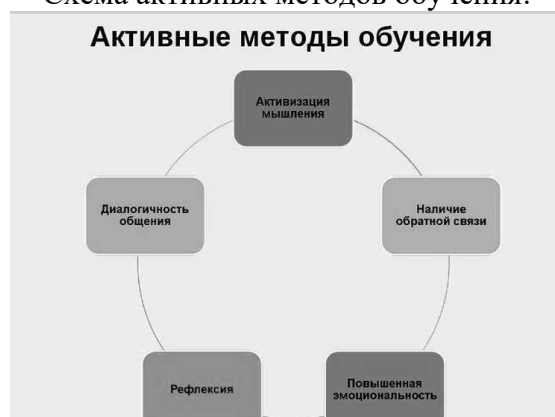 Схема активных методов обучения.
Активные методы обучения
Активизация
мышления
Диалогичность
общения
Наличие
обратной связи
Рефлексия
Повышенная
эмоциональность